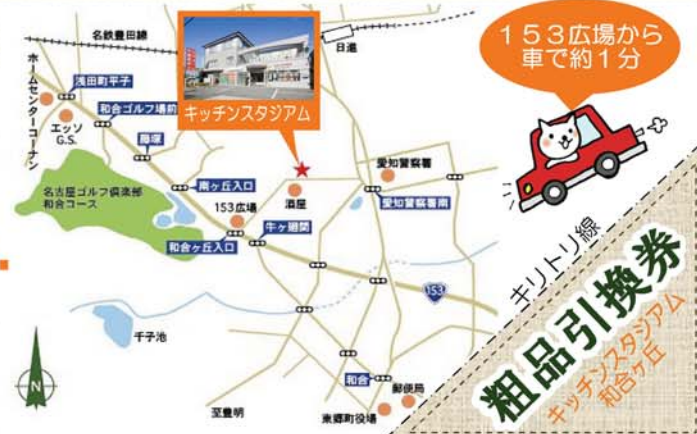 名鉄豊田線
日進
ホームセンターコーナン
浅田町平子
エッソ
G.S.
和合ゴルフ場前
藤塚
キッチンスタジアム
名古屋ゴルフ倶楽部
和合コース
南ヶ丘入口
153広場
和合ヶ丘入口
牛ヶ廻間
酒屋
愛知警察署
愛知警察署南
153
千子池
N
至豊明
和合
郵便局
東郷町役場
153広場から
車で約1分
キリトリ線
粗品引換券
キッチンスタジアム
和合ヶ丘